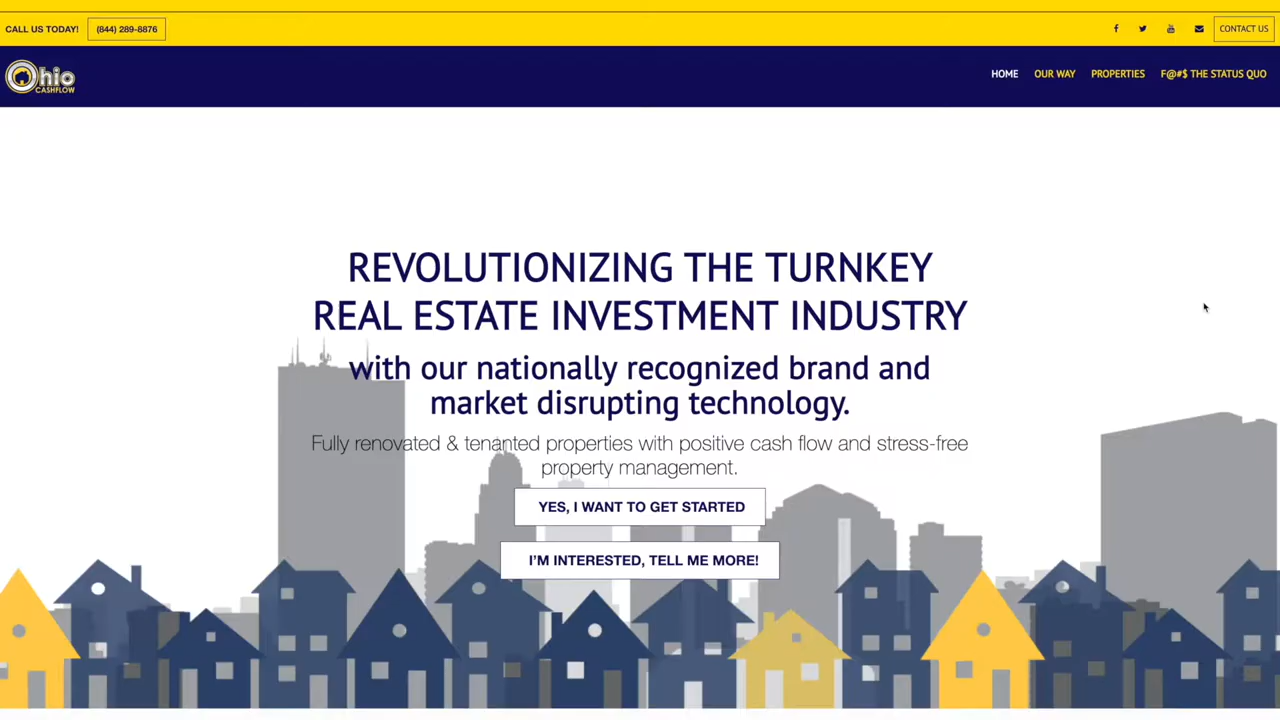 CALL US TODAY! (844) 289-8876 CONTACT US
Ohio
CASHFLOW
HOME OUR WAY PROPERTIES F@#$ THE STATUS QUO
REVOLUTIONIZING THE TURNKEY
REAL ESTATE INVESTMENT INDUSTRY
with our nationally recognized brand and
market disrupting technology.
Fully renovated & tenanted properties with positive cash flow and stress-free
property management.
YES, I WANT TO GET STARTED
I'M INTERESTED, TELL ME MORE!